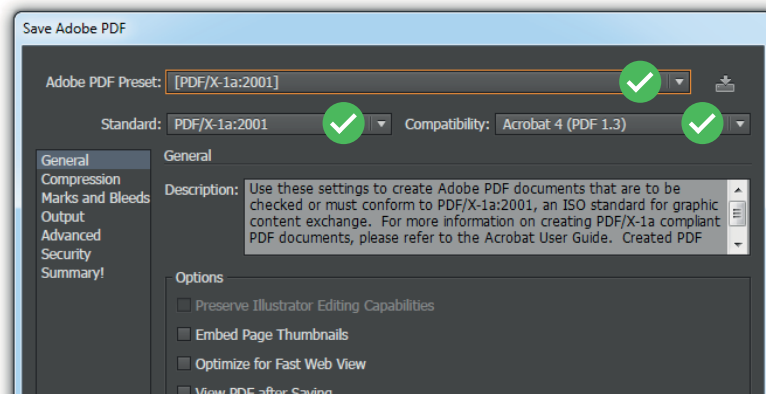 Save Adobe PDF
Adobe PDF Preset: [PDF/X-1a:2001]
Standard: PDF/X-1a:2001 Compatibility: Acrobat 4 (PDF 1.3)
General
Compression
Marks and Bleeds
Output
Advanced
Security
Summary!
General
Description: Use these settings to create Adobe PDF documents that are to be
checked or must conform to PDF/X-1a:2001, an ISO standard for graphic
content exchange. For more information on creating PDF/X-1a compliant
PDF documents, please refer to the Acrobat User Guide. Created PDF
Options
Preserve Illustrator Editing Capabilities
Embed Page Thumbnails
Optimize for Fast Web View
View PDF after Saving